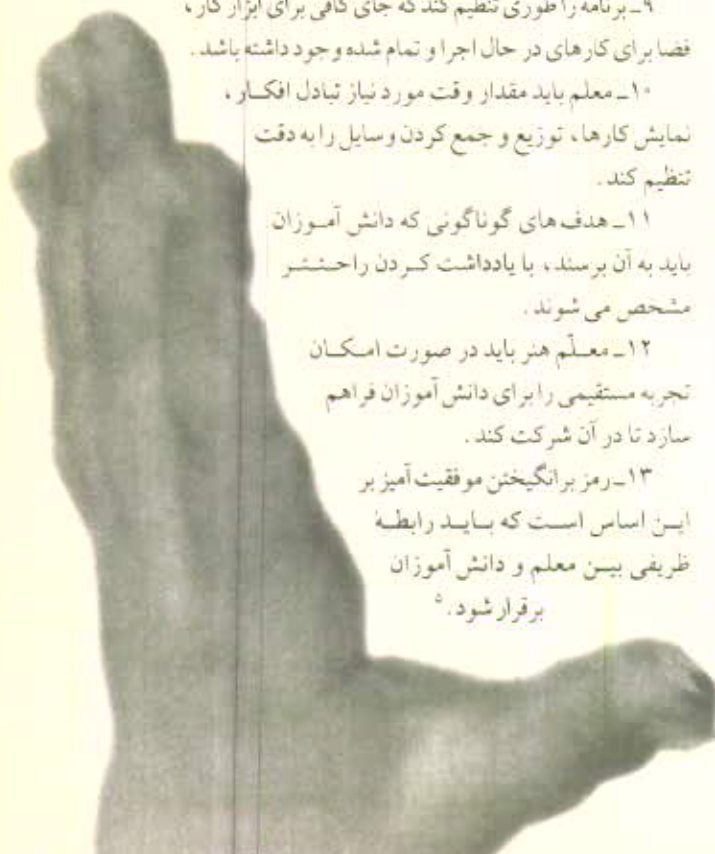 ۹ـ برنامه را طوری تنظیم کند که جای کافی برای ابزار کار،
فضا برای کارهای در حال اجرا و تمام شده وجود داشته باشد.
۱۰ـ معلم باید مقدار وقت مورد نیاز تبادل افکار،
نمایش کارها، توزیع و جمع کردن وسایل را به دقت
تنظیم کند.
۱۱ـ هدف‌های گوناگونی که دانش آموزان
باید به آن برسند، با یادداشت کردن راحت‌تر
مشخص می شوند.
۱۲ـ معلّم هنر باید در صورت امکان
تجربه مستقیمی را برای دانش آموزان فراهم
سازد تا در آن شرکت کند.
۱۳ـ رمز برانگیختن موفقیت آمیز بر
این اساس است که باید رابطهٔ
ظریفی بین معلم و دانش آموزان
برقرار شود.۵